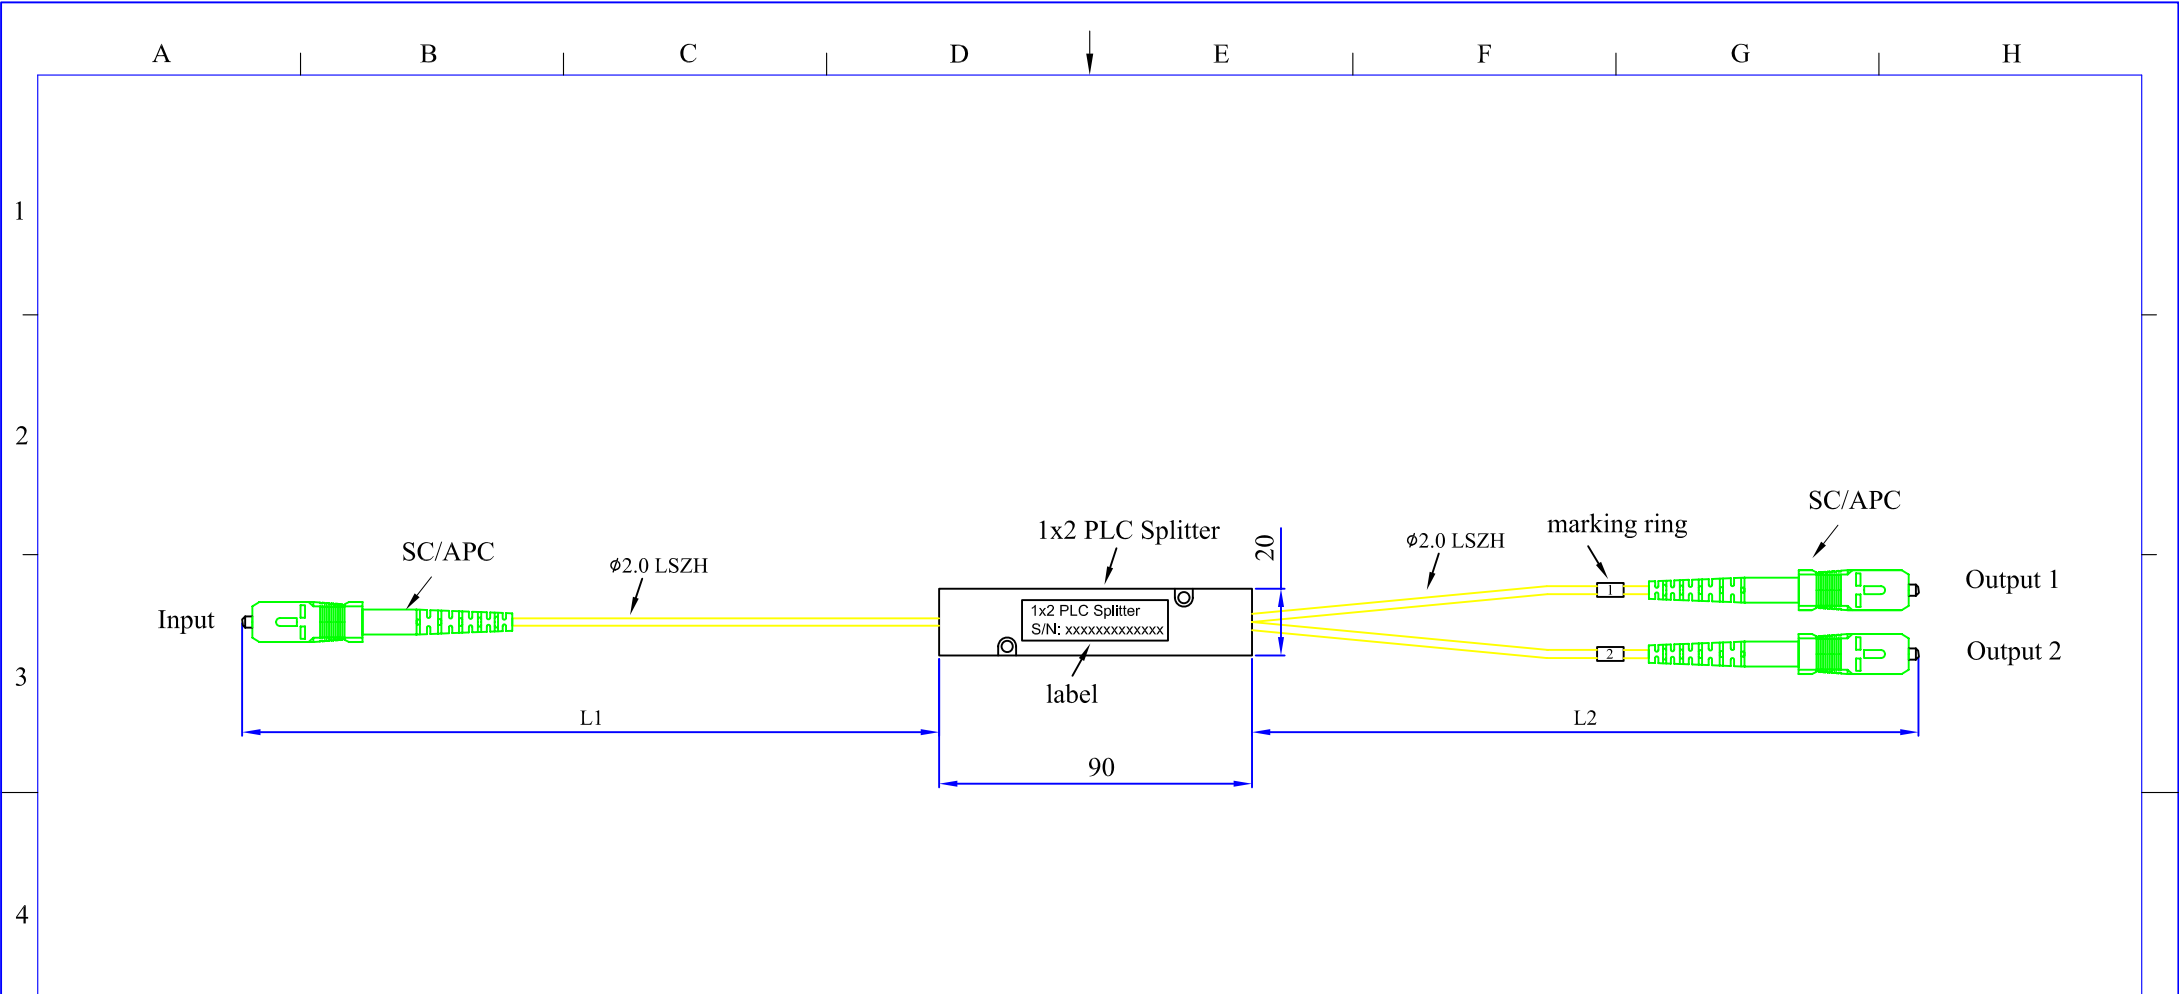 A B C D E F G H
1
2
3
4
SC/APC
1x2 PLC Splitter
marking ring
SC/APC
ϕ2.0 LSZH
20
ϕ2.0 LSZH
Input
1x2 PLC Splitter
S/N: xxxxxxxxxxxxx
1
Output 1
2
Output 2
label
L1
L2
90